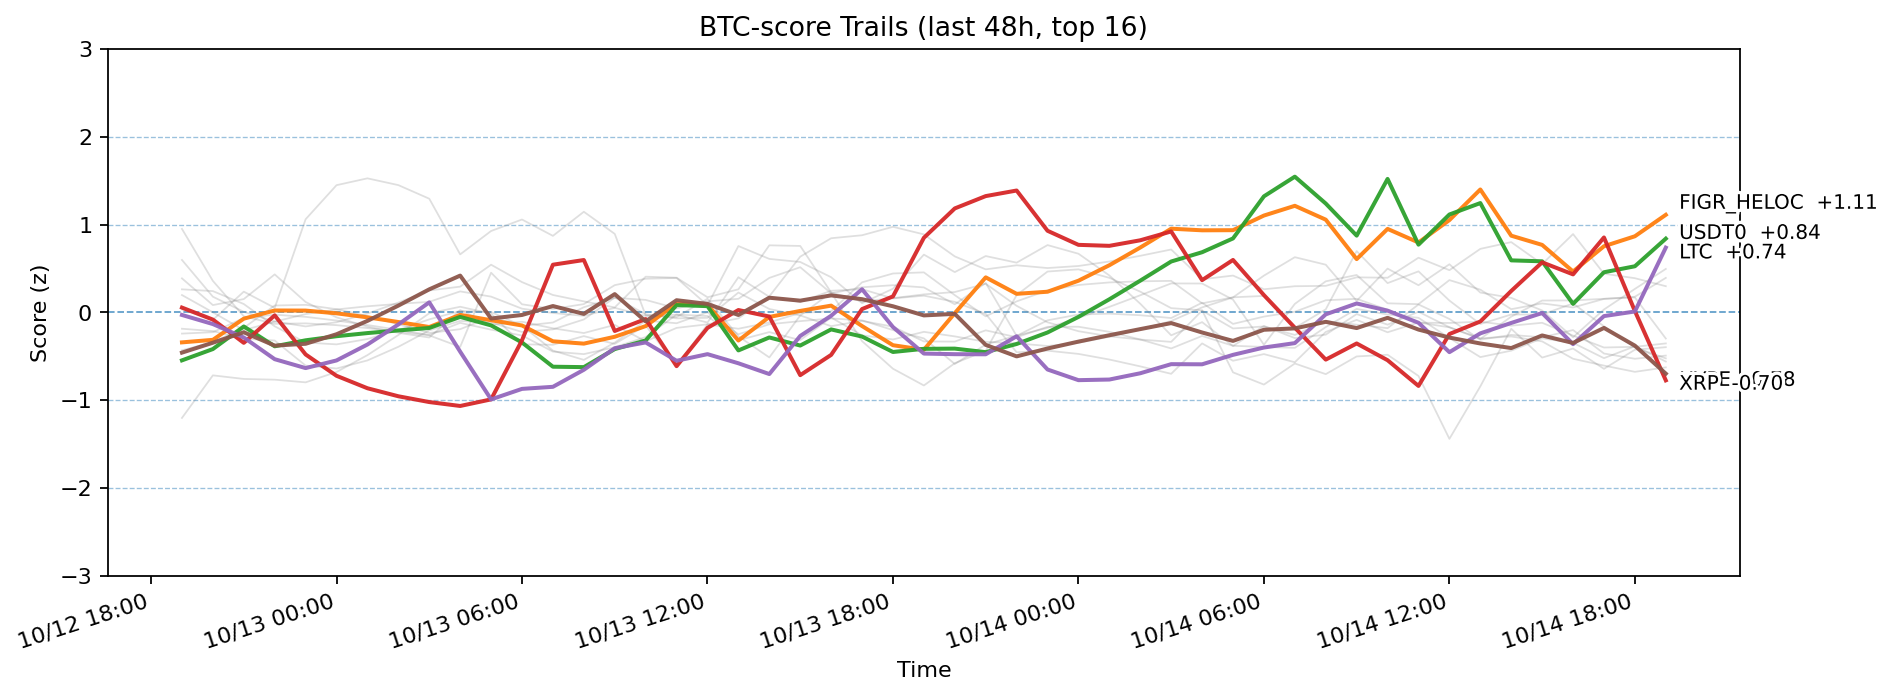 BTC-score Trails (last 48h, top 16)
Score (z)
3
2
1
0
−1
−2
−3
FIGR_HELOC +1.11
USDT0 +0.84
LTC +0.74
XRP -0.70
10/12 18:00
10/13 00:00
10/13 06:00
10/13 12:00
10/13 18:00
10/14 00:00
10/14 06:00
10/14 12:00
10/14 18:00
Time